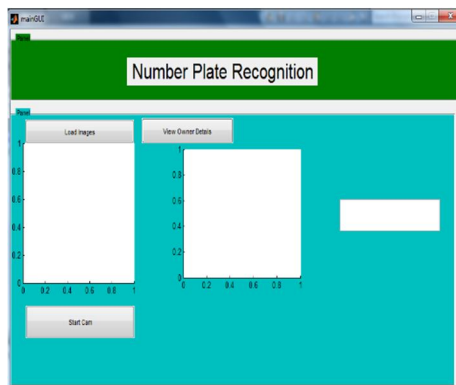 mainGUI
Panel
Number Plate Recognition
Panel
Load Images
View Owner Details
1
0.8
0.6
0.4
0.2
0
0 0.2 0.4 0.6 0.8 1
1
0.8
0.6
0.4
0.2
0
0 0.2 0.4 0.6 0.8 1
Start Cam